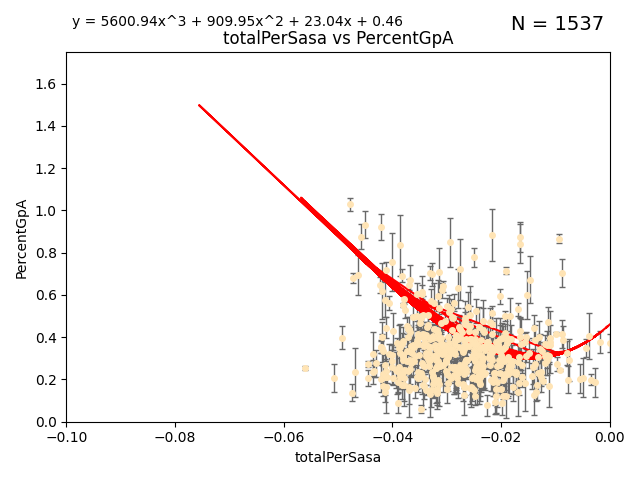 y = 5600.94x^3 + 909.95x^2 + 23.04x + 0.46
N = 1537
totalPerSasa vs PercentGpA
PercentGpA
1.6
1.4
1.2
1.0
0.8
0.6
0.4
0.2
0.0
−0.10 −0.08 −0.06 −0.04 −0.02 0.00
totalPerSasa